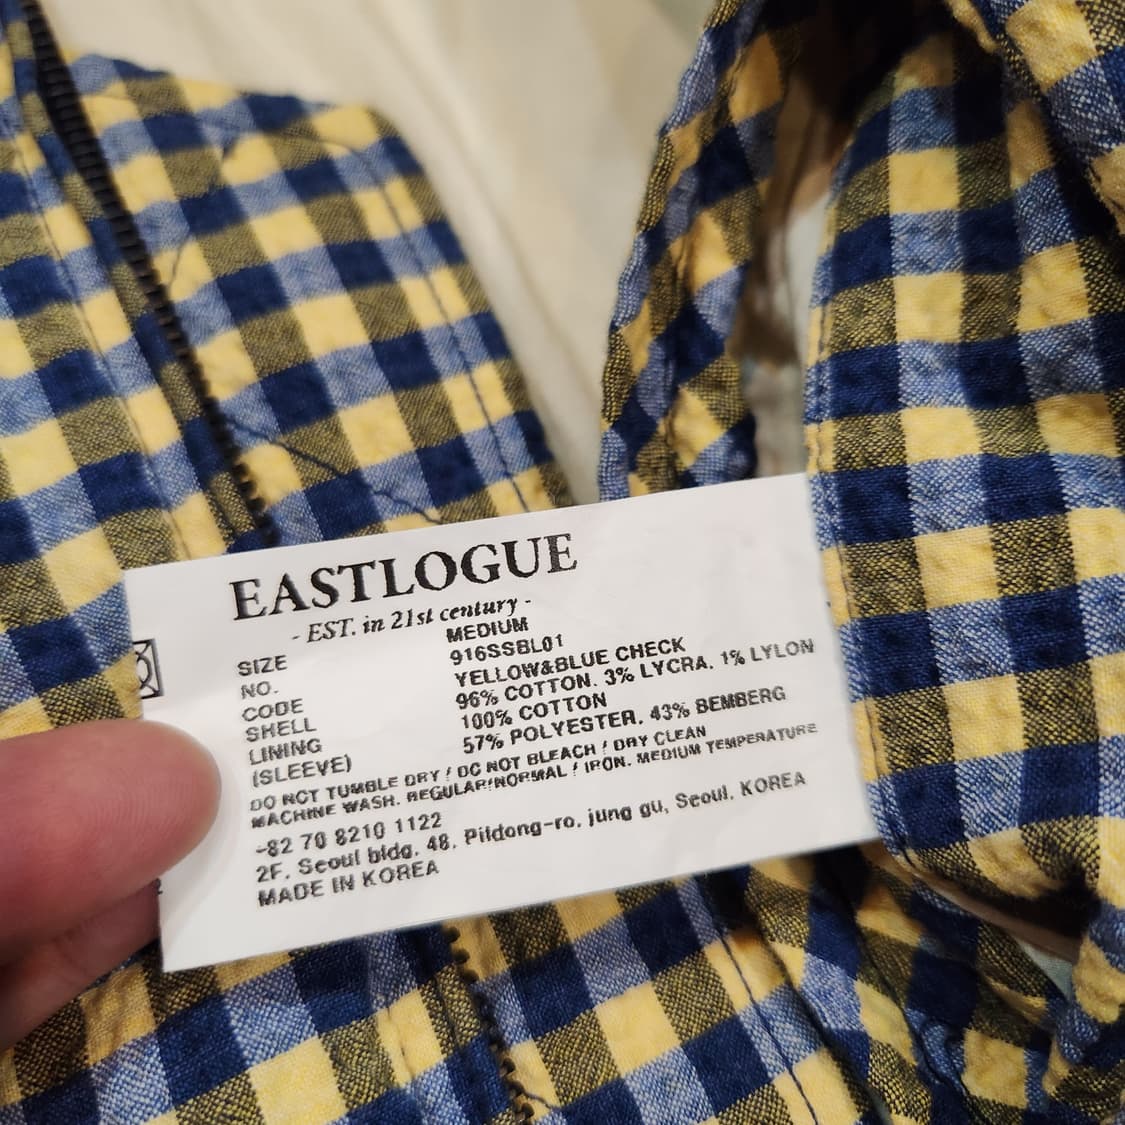 EASTLOGUE
- EST. in 21st century -
SIZE MEDIUM
NO. 916SSBL01
CODE YELLOW&BLUE CHECK
SHELL 96% COTTON, 3% LYCRA, 1% LYLON
LINING 100% COTTON
(SLEEVE) 57% POLYESTER, 43% BEMBERG
DO NOT TUMBLE DRY / DO NOT BLEACH / DRY CLEAN
MACHINE WASH. REGULAR/NORMAL / IRON. MEDIUM TEMPERATURE
-82 70 8210 1122
2F. Seoul bldg. 48. Pildong-ro, jung gu, Seoul. KOREA
MADE IN KOREA